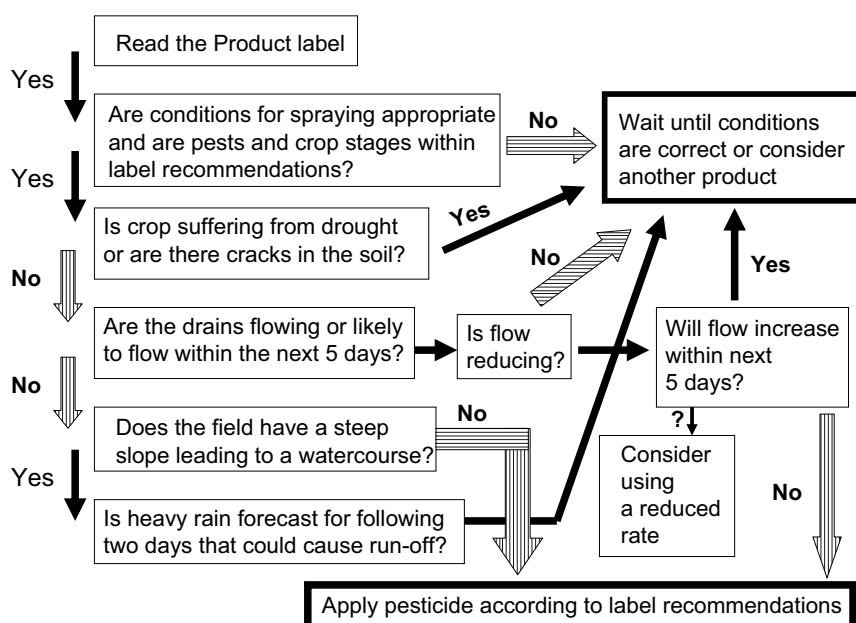 Read the Product label
Yes
Are conditions for spraying appropriate
and are pests and crop stages within
label recommendations?
No
Wait until conditions
are correct or consider
another product
Yes
Is crop suffering from drought
or are there cracks in the soil?
Yes
No
Are the drains flowing or likely
to flow within the next 5 days?
Is flow
reducing?
No
Will flow increase
within next
5 days?
Yes
No
Does the field have a steep
slope leading to a watercourse?
No
?
Consider
using
a reduced
rate
No
Yes
Is heavy rain forecast for following
two days that could cause run-off?
Apply pesticide according to label recommendations